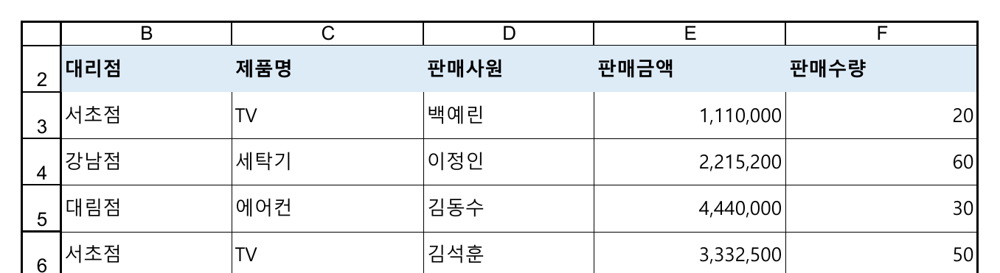 B C D E F
2 대리점 제품명 판매사원 판매금액 판매수량
3 서초점 TV 백예린 1,110,000 20
4 강남점 세탁기 이정인 2,215,200 60
5 대림점 에어컨 김동수 4,440,000 30
6 서초점 TV 김석훈 3,332,500 50